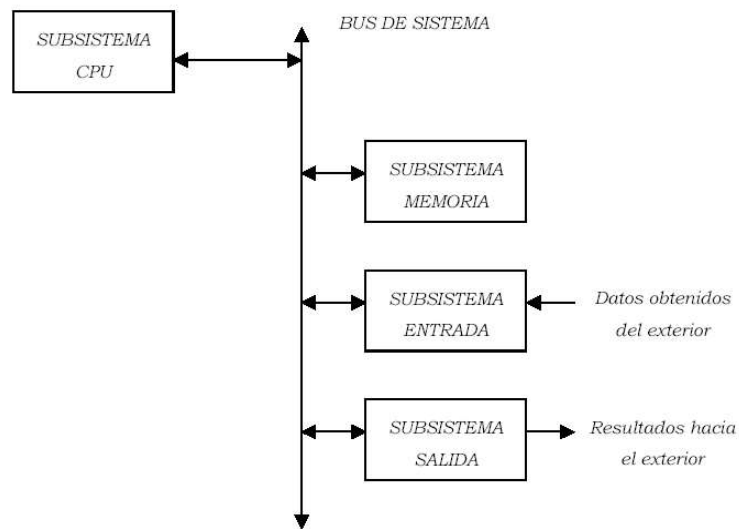 BUS DE SISTEMA
SUBSISTEMA
CPU
SUBSISTEMA
MEMORIA
SUBSISTEMA
ENTRADA
Datos obtenidos
del exterior
SUBSISTEMA
SALIDA
Resultados hacia
el exterior